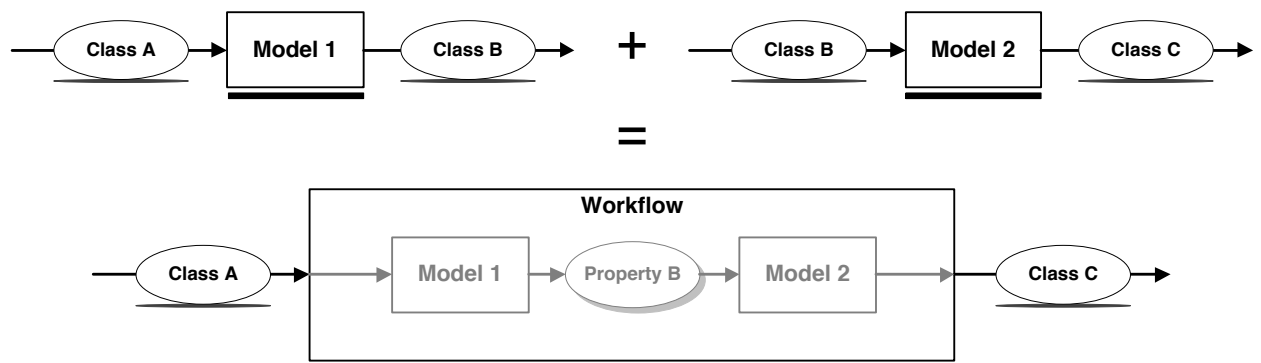 Class A
Model 1
Class B
+
Class B
Model 2
Class C
=
Workflow
Class A
Model 1
Property B
Model 2
Class C